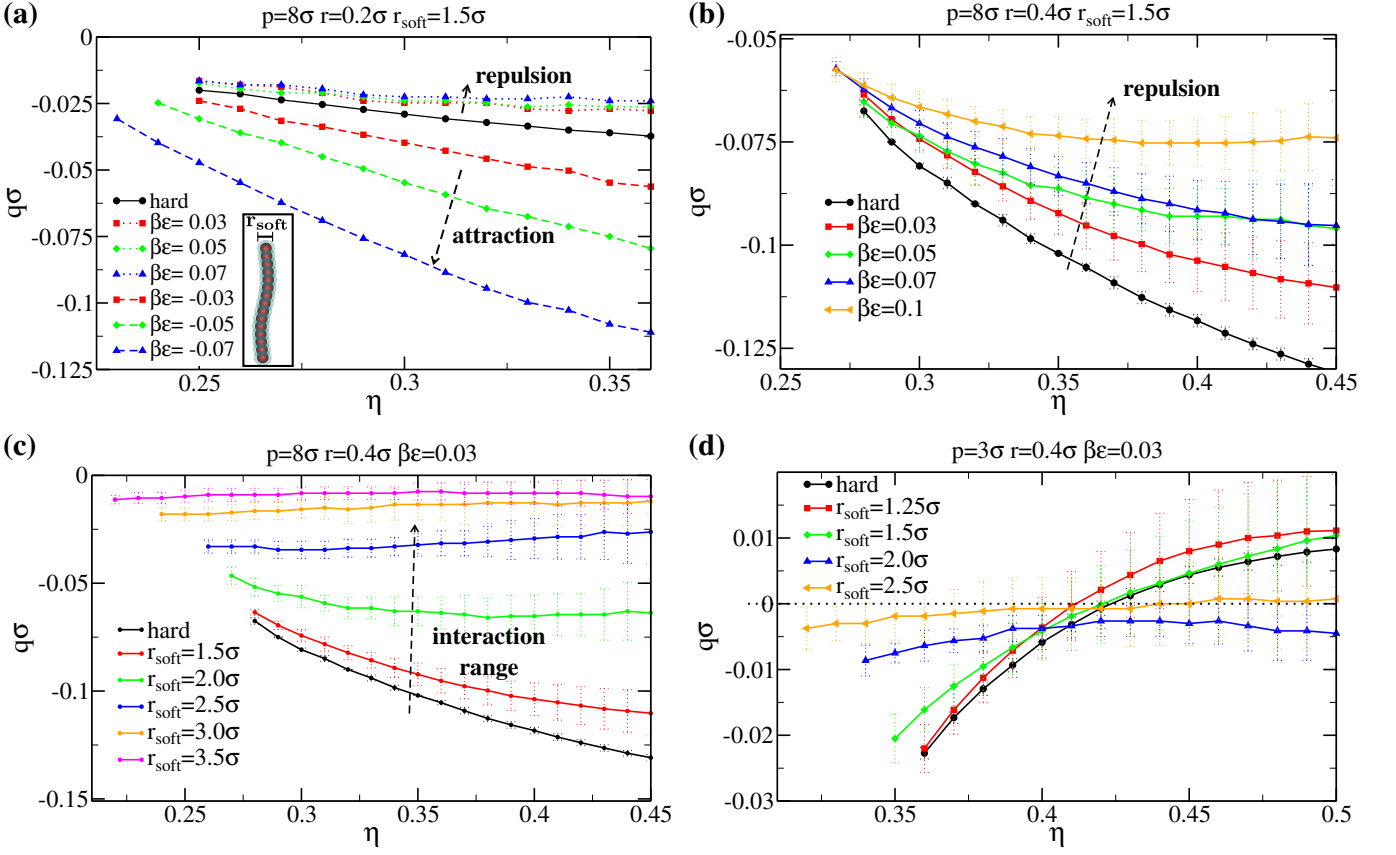 (a)
p=8σ r=0.2σ r_soft=1.5σ
0
-0.025
-0.05
-0.075
-0.1
-0.125
qσ
repulsion
attraction
hard
βε= 0.03
βε= 0.05
βε= 0.07
βε= -0.03
βε= -0.05
βε= -0.07
r_soft
0.25
0.3
0.35
η
(b)
p=8σ r=0.4σ r_soft=1.5σ
-0.05
-0.075
-0.1
-0.125
qσ
repulsion
hard
βε=0.03
βε=0.05
βε=0.07
βε=0.1
0.25
0.3
0.35
0.4
0.45
η
(c)
p=8σ r=0.4σ βε=0.03
0
-0.05
-0.1
-0.15
qσ
interaction
range
hard
r_soft=1.5σ
r_soft=2.0σ
r_soft=2.5σ
r_soft=3.0σ
r_soft=3.5σ
0.25
0.3
0.35
0.4
0.45
η
(d)
p=3σ r=0.4σ βε=0.03
0.01
0
-0.01
-0.02
-0.03
qσ
hard
r_soft=1.25σ
r_soft=1.5σ
r_soft=2.0σ
r_soft=2.5σ
0.35
0.4
0.45
0.5
η